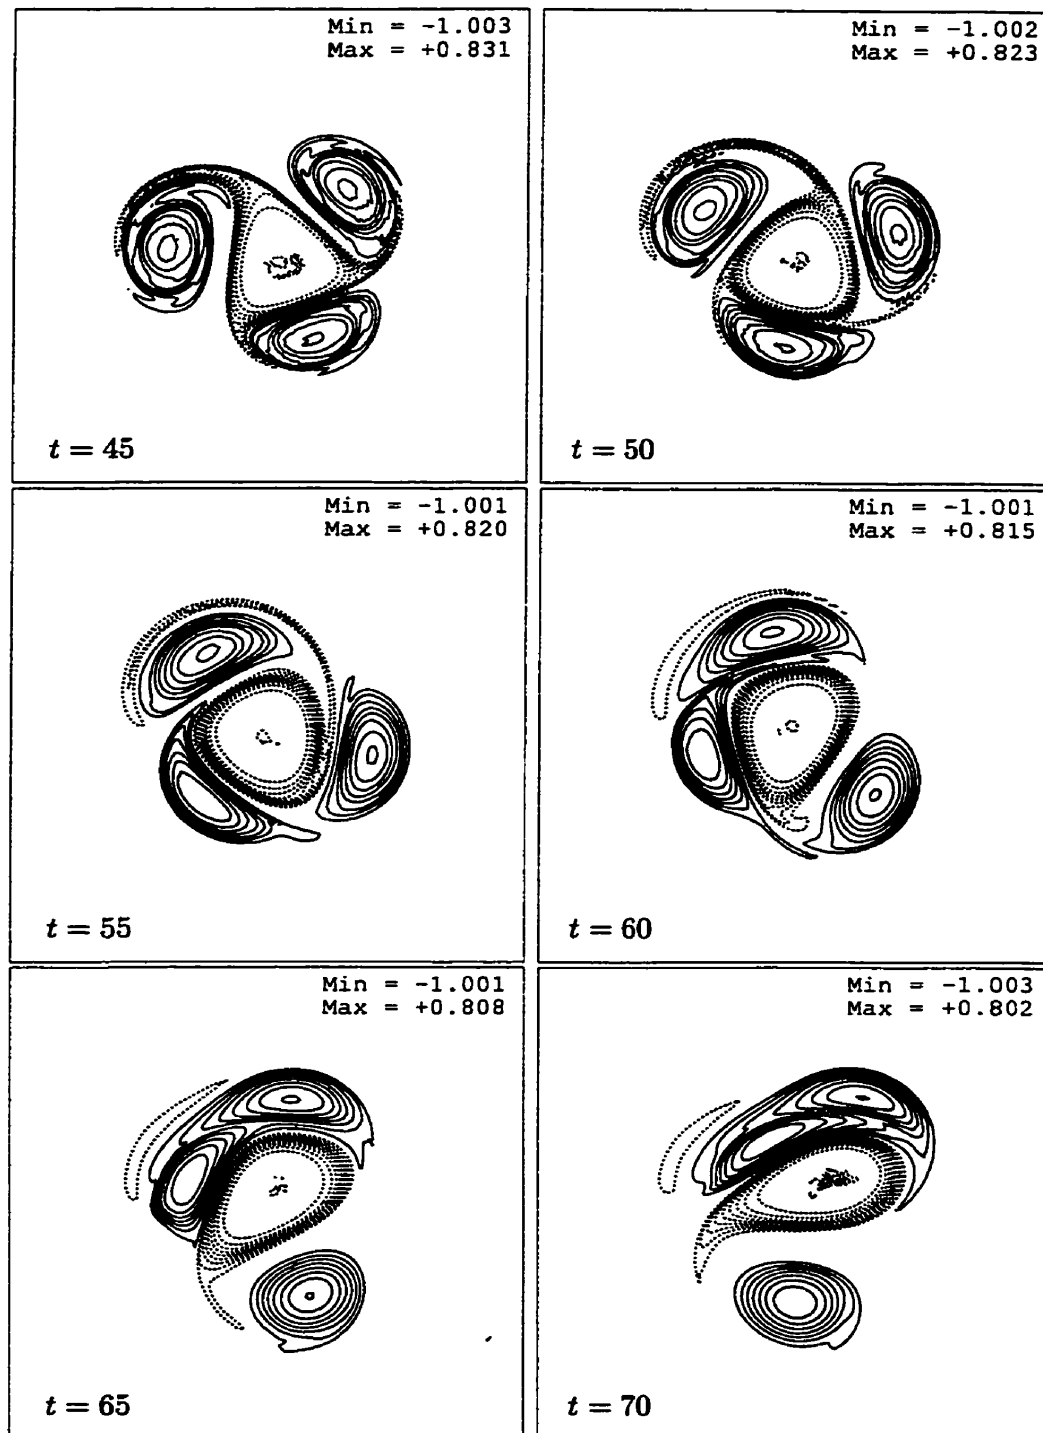 Min = -1.003
Max = +0.831
t = 45
Min = -1.002
Max = +0.823
t = 50
Min = -1.001
Max = +0.820
t = 55
Min = -1.001
Max = +0.815
t = 60
Min = -1.001
Max = +0.808
t = 65
Min = -1.003
Max = +0.802
t = 70